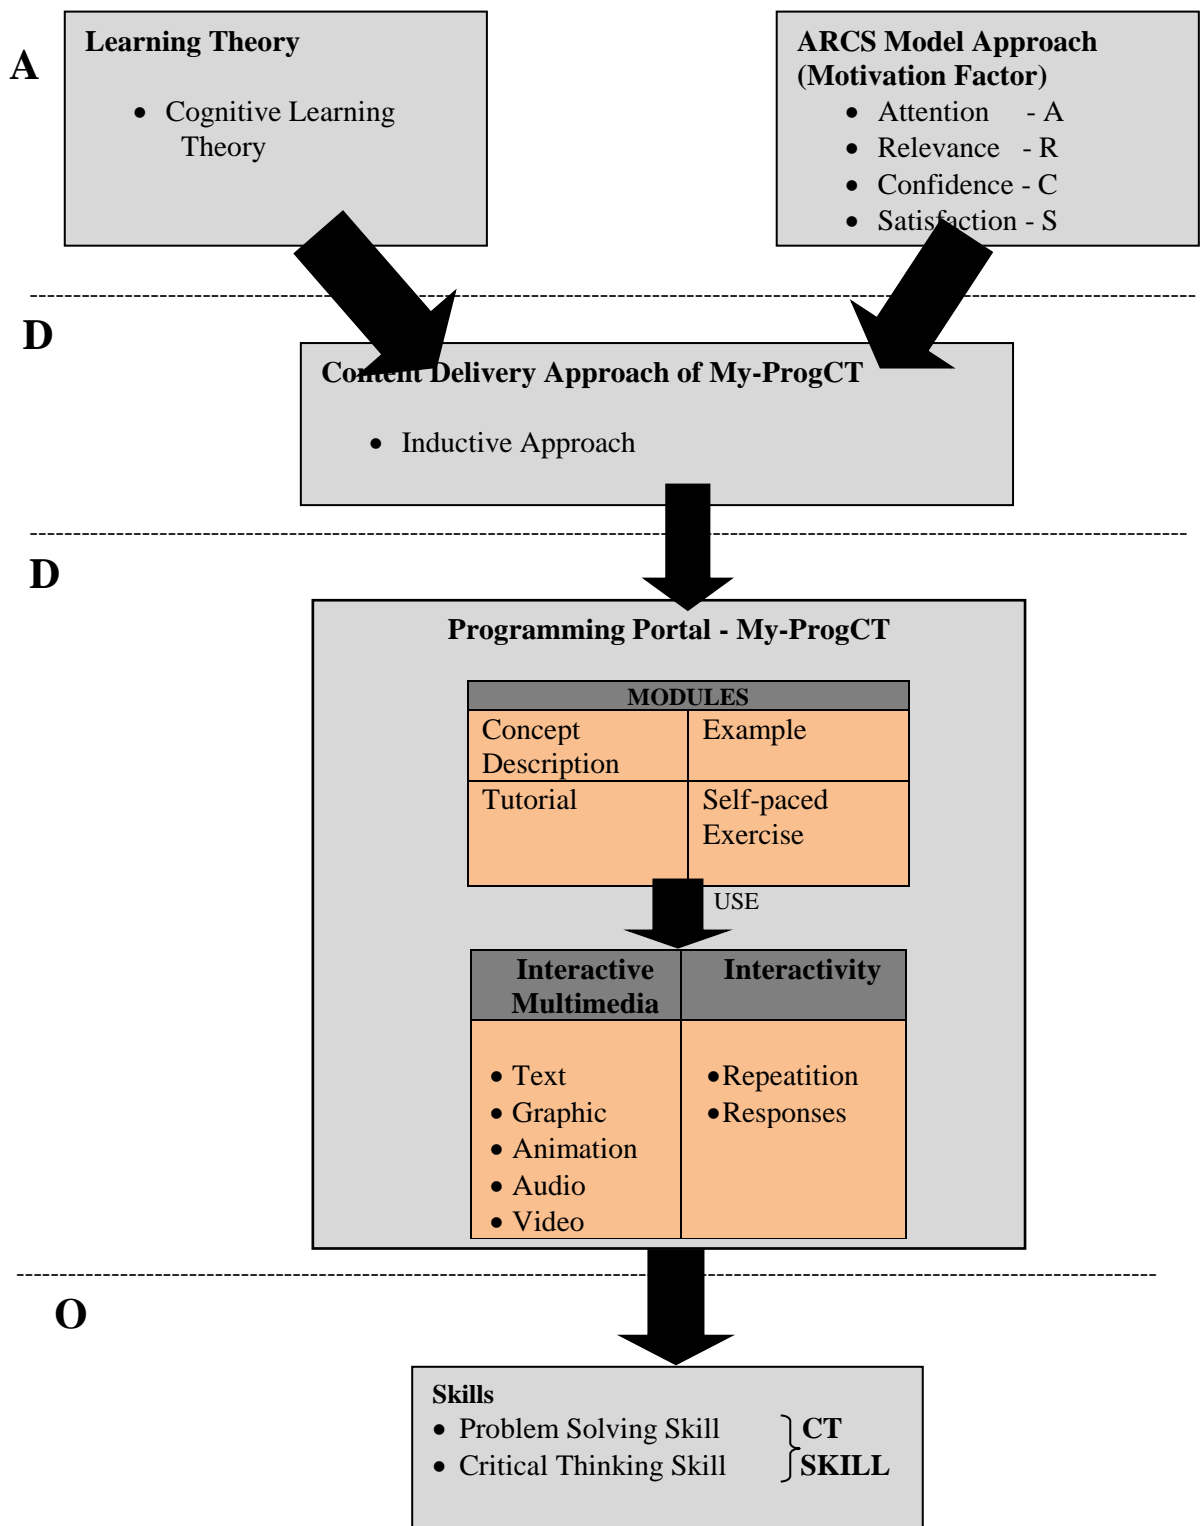 A
Learning Theory
• Cognitive Learning
Theory
ARCS Model Approach
(Motivation Factor)
• Attention - A
• Relevance - R
• Confidence - C
• Satisfaction - S
D
Content Delivery Approach of My-ProgCT
• Inductive Approach
D
Programming Portal - My-ProgCT
MODULES
Concept
Description
Example
Tutorial
Self-paced
Exercise
USE
Interactive
Multimedia
Interactivity
• Text
• Graphic
• Animation
• Audio
• Video
• Repeatition
• Responses
O
Skills
• Problem Solving Skill
• Critical Thinking Skill
CT
SKILL